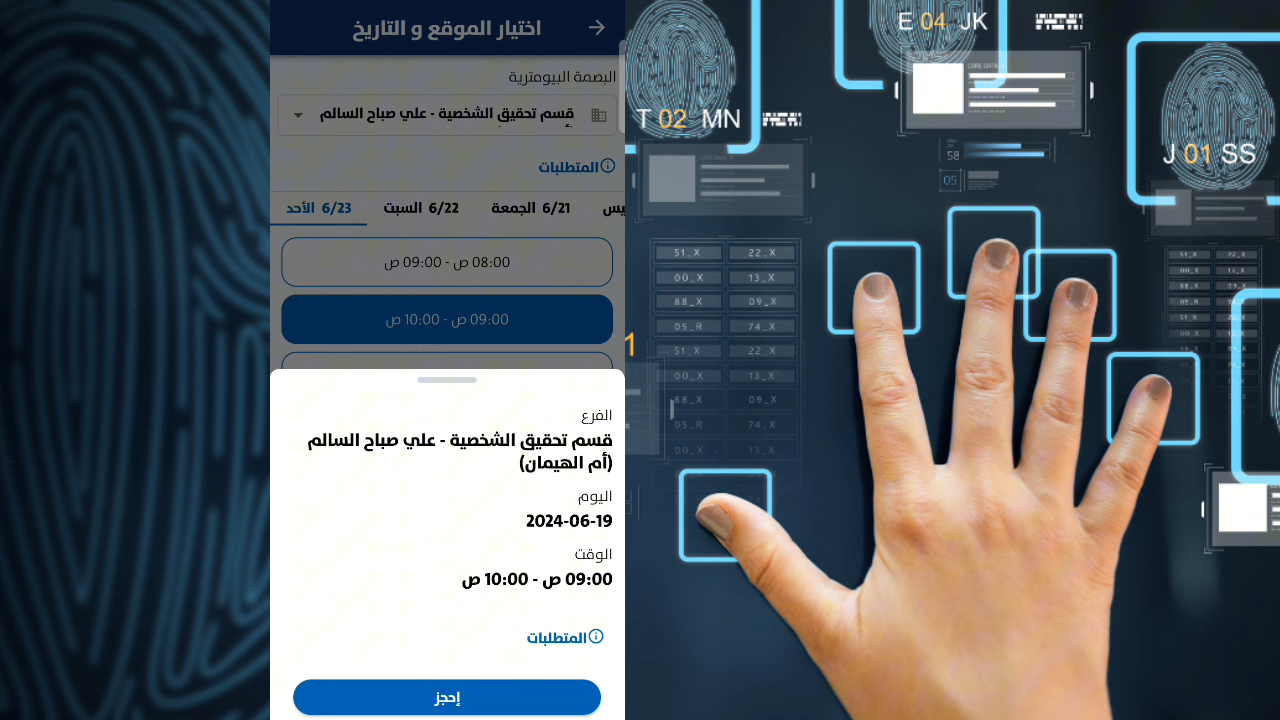 اختيار الموقع و التاريخ
البصمة البيومترية
قسم تحقيق الشخصية - علي صباح السالم
المتطلبات
6/21 الجمعة
6/22 السبت
6/23 الأحد
08:00 ص - 09:00 ص
09:00 ص - 10:00 ص
الفرع
قسم تحقيق الشخصية - علي صباح السالم
(أم الهيمان)
اليوم
2024-06-19
الوقت
09:00 ص - 10:00 ص
المتطلبات
إحجز
E 04 JK
T 02 MN
J 01 SS
58
05
51_X 22_X
00_X 13_X
88_X 09_X
05_R 74_X
51_X 22_X
00_X 13_X
88_X 09_X
05_R 74_X
00_X 13_X
1